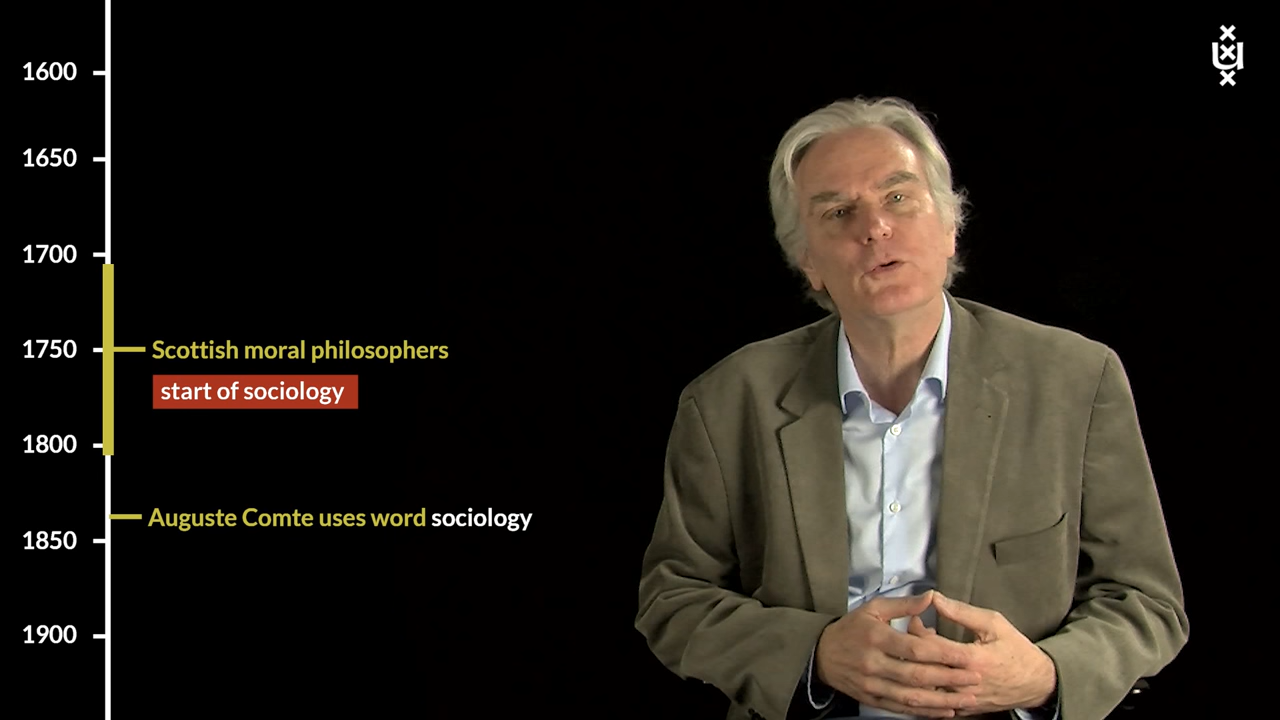 1600
1650
1700
1750
Scottish moral philosophers
start of sociology
1800
Auguste Comte uses word sociology
1850
1900